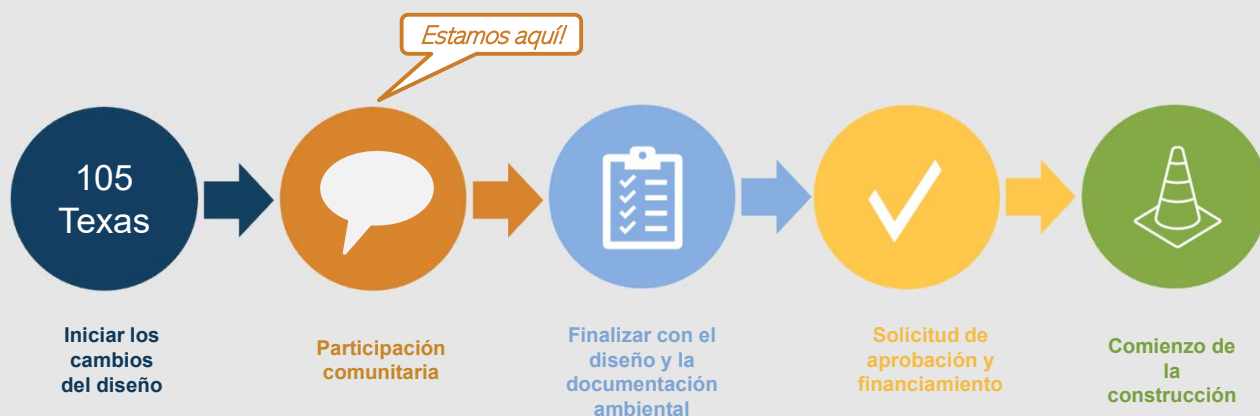 Estamos aquí!
105
Texas
Iniciar los
cambios
del diseño
Participación
comunitaria
Finalizar con el
diseño y la
documentación
ambiental
Solicitud de
aprobación y
financiamiento
Comienzo de
la
construcción